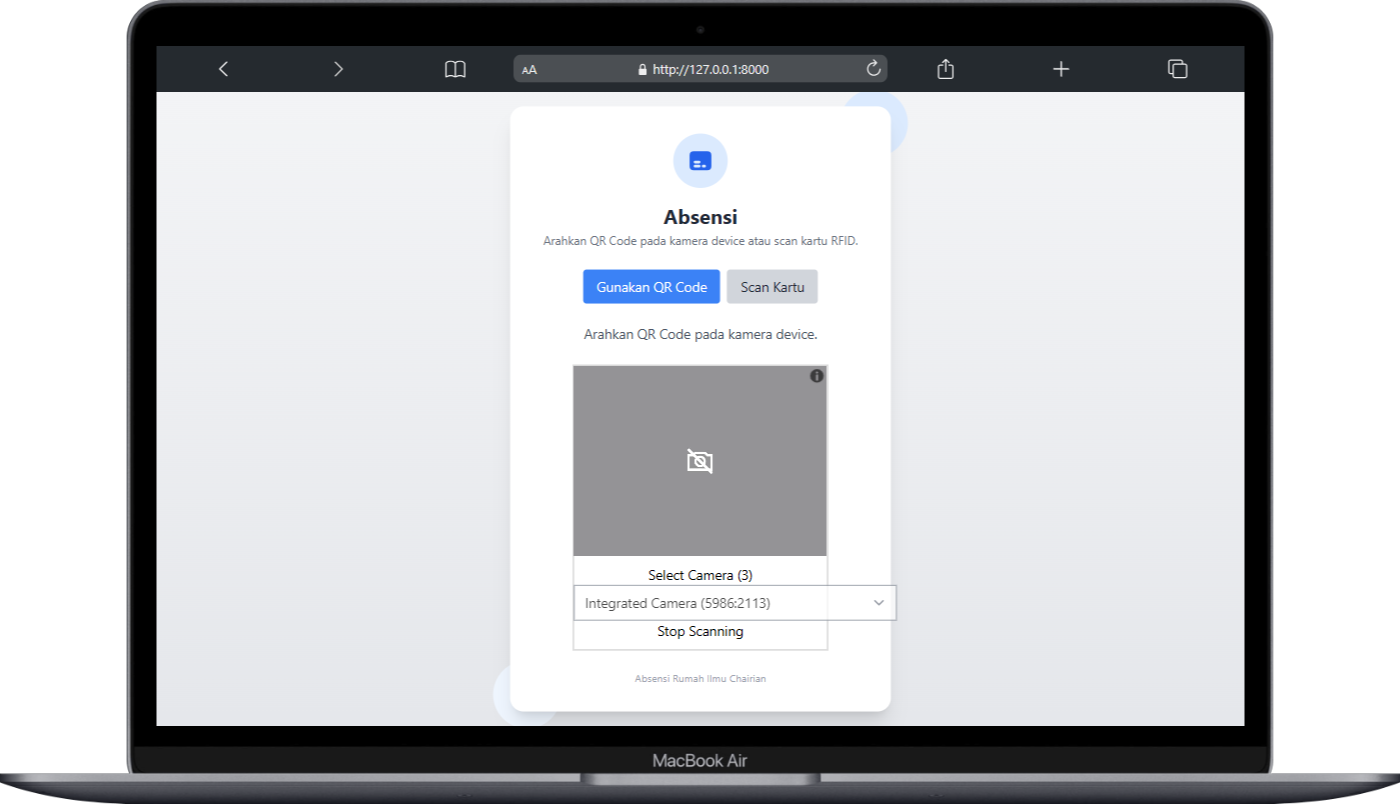 AA
http://127.0.0.1:8000
Absensi
Arahkan QR Code pada kamera device atau scan kartu RFID.
Gunakan QR Code
Scan Kartu
Arahkan QR Code pada kamera device.
Select Camera (3)
Integrated Camera (5986:2113)
Stop Scanning
Absensi Rumah Ilmu Chairian
MacBook Air